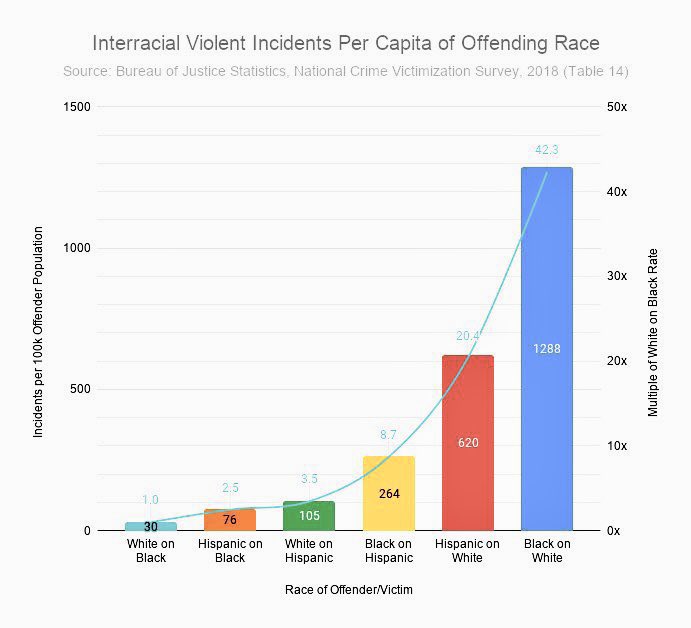 Interracial Violent Incidents Per Capita of Offending Race
Source: Bureau of Justice Statistics, National Crime Victimization Survey, 2018 (Table 14)
1500
1000
500
0
Incidents per 100k Offender Population
50x
40x
30x
20x
10x
0x
Multiple of White on Black Rate
1.0
2.5
3.5
8.7
20.4
42.3
30
76
105
264
620
1288
White on
Black
Hispanic on
Black
White on
Hispanic
Black on
Hispanic
Hispanic on
White
Black on
White
Race of Offender/Victim